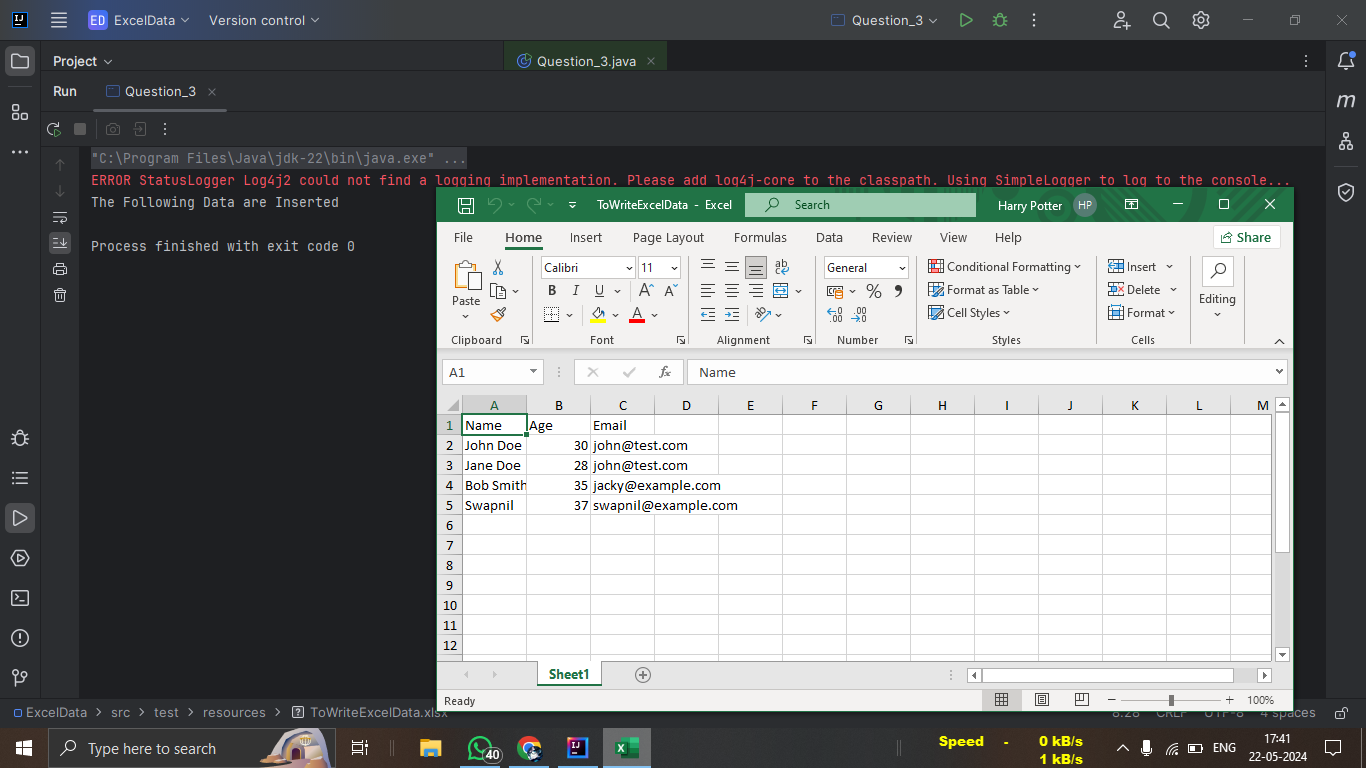 ED ExcelData Version control Question_3
Project Question_3.java
Run Question_3
"C:\Program Files\Java\jdk-22\bin\java.exe" ...
ERROR StatusLogger Log4j2 could not find a logging implementation. Please add log4j-core to the classpath. Using SimpleLogger to log to the console...
The Following Data are Inserted
Process finished with exit code 0
ToWriteExcelData - Excel Search Harry Potter HP
File Home Insert Page Layout Formulas Data Review View Help Share
Calibri 11 ab General Conditional Formatting Insert
Paste B I U A A % Format as Table Delete Editing
A .00 .00 Cell Styles Format
Clipboard Font Alignment Number Styles Cells
A1 fx Name
A B C D E F G H I J K L M
1 Name Age Email
2 John Doe 30 john@test.com
3 Jane Doe 28 john@test.com
4 Bob Smith 35 jacky@example.com
5 Swapnil 37 swapnil@example.com
6
7
8
9
10
11
12
Sheet1
Ready 100%
ExcelData > src > test > resources > ToWriteExcelData.xlsx 8:28 CRLF UTF-8 4 spaces
Type here to search 40 Speed - 0 kB/s ENG 17:41
1 kB/s 22-05-2024